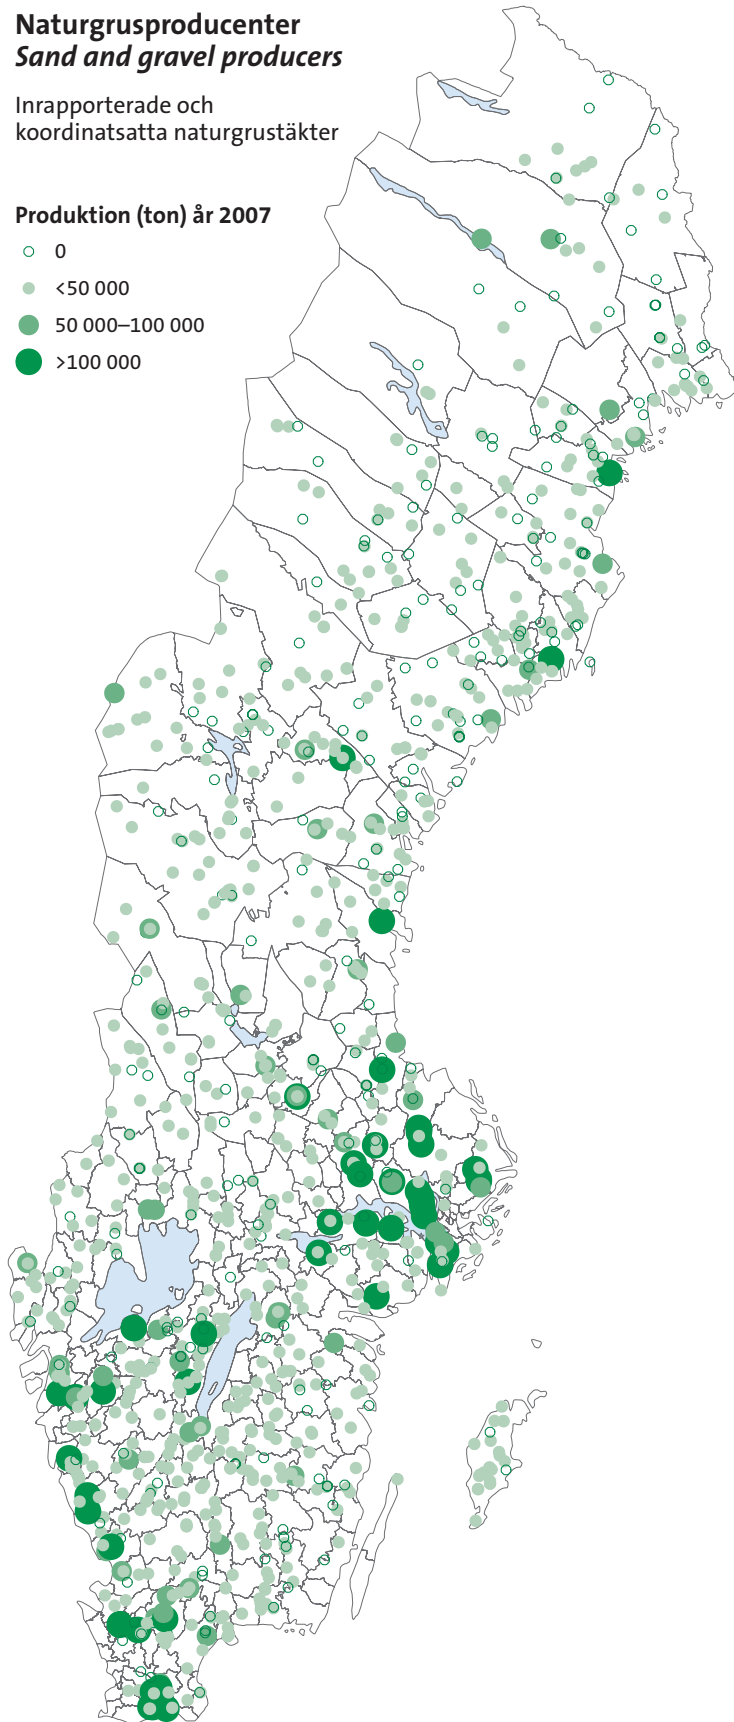 Naturgrusproducenter
Sand and gravel producers
Inrapporterade och
koordinatsatta naturgrustäkter
Produktion (ton) år 2007
0
<50 000
50 000–100 000
>100 000